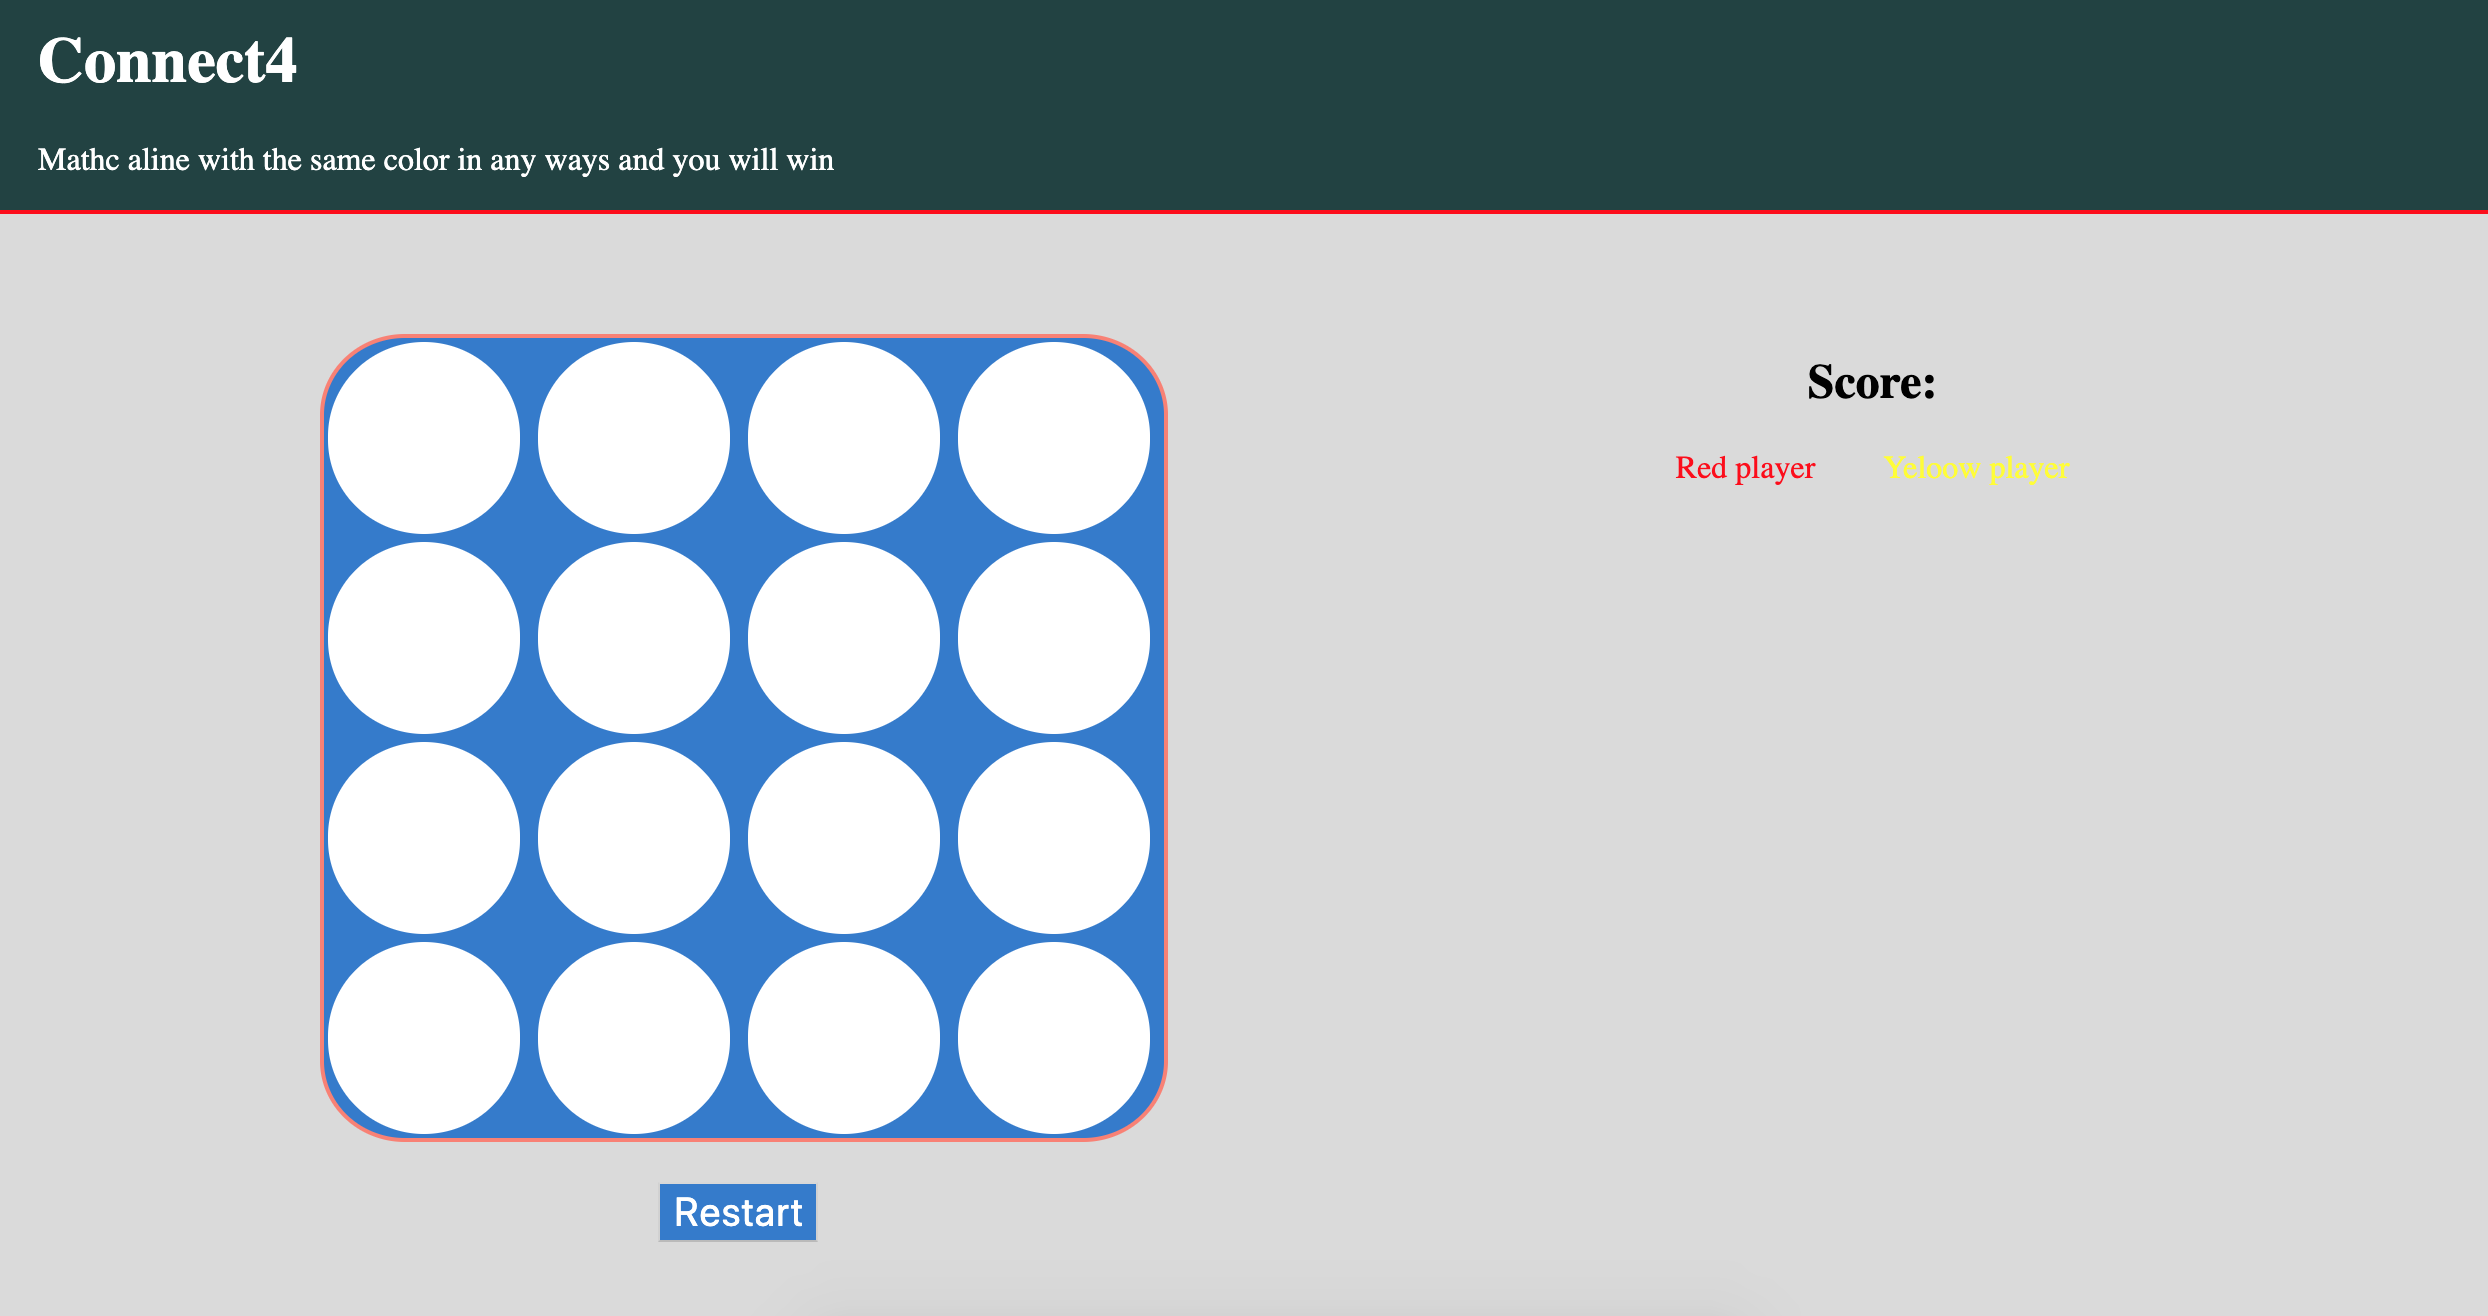 Connect4
Mathc aline with the same color in any ways and you will win
Score:
Red player Yeloow player
Restart